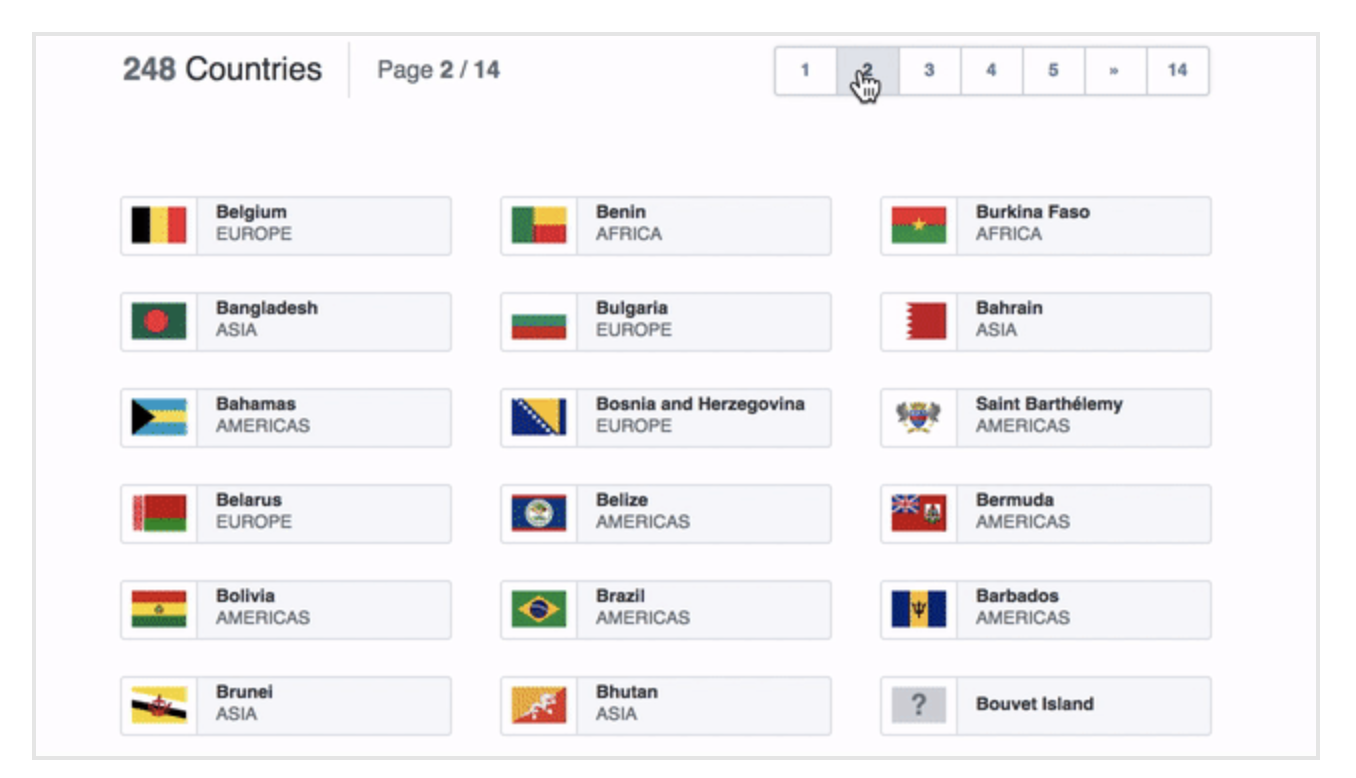 248 Countries
Page 2 / 14
1 2 3 4 5 » 14
Belgium
EUROPE
Benin
AFRICA
Burkina Faso
AFRICA
Bangladesh
ASIA
Bulgaria
EUROPE
Bahrain
ASIA
Bahamas
AMERICAS
Bosnia and Herzegovina
EUROPE
Saint Barthélemy
AMERICAS
Belarus
EUROPE
Belize
AMERICAS
Bermuda
AMERICAS
Bolivia
AMERICAS
Brazil
AMERICAS
Barbados
AMERICAS
Brunei
ASIA
Bhutan
ASIA
?
Bouvet Island